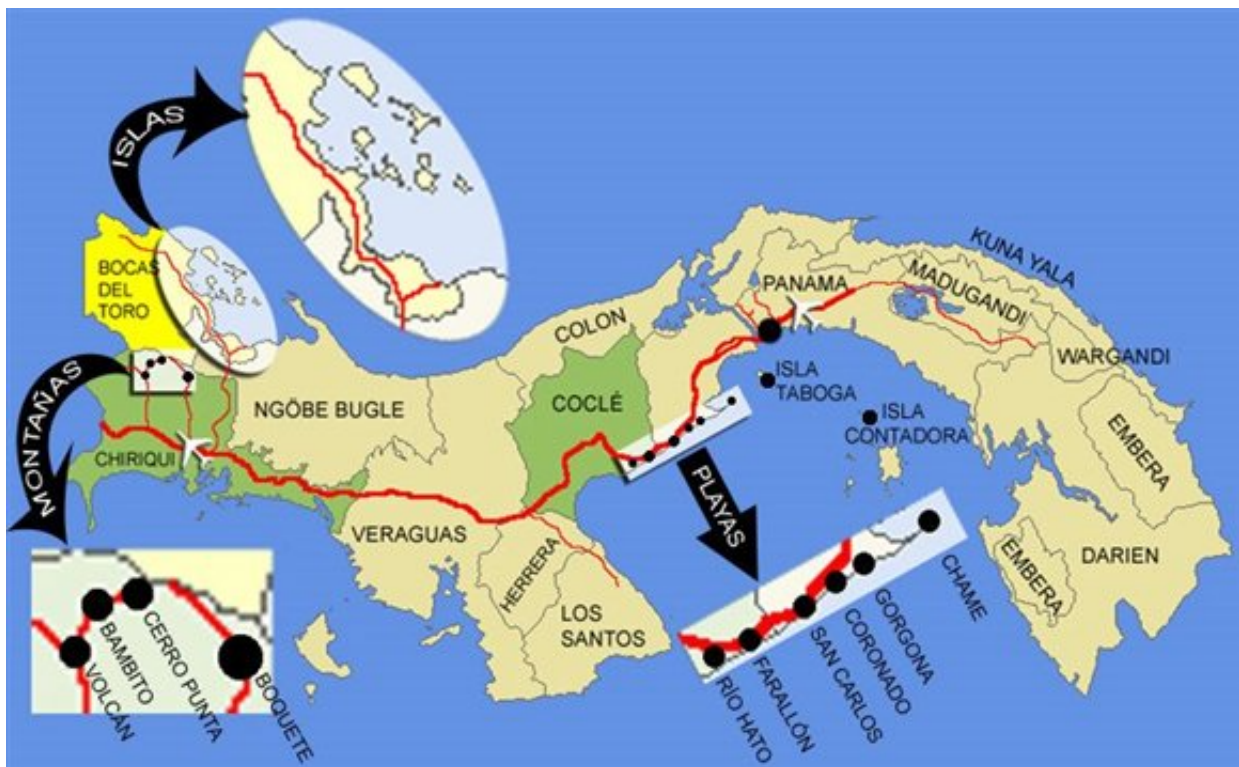 ISLAS
KUNA YALA
BOCAS
DEL
TORO
PANAMA
MADUGANDI
COLON
WARGANDI
ISLA
TABOGA
MONTAÑAS
NGÖBE BUGLE
COCLÉ
ISLA
CONTADORA
EMBERA
CHIRIQUI
PLAYAS
VERAGUAS
HERRERA
LOS
SANTOS
EMBERA
DARIEN
VOLCÁN
BAMBITO
CERRO PUNTA
BOQUETE
RÍO HATO
FARALLÓN
SAN CARLOS
CORONADO
GORGONA
CHAME